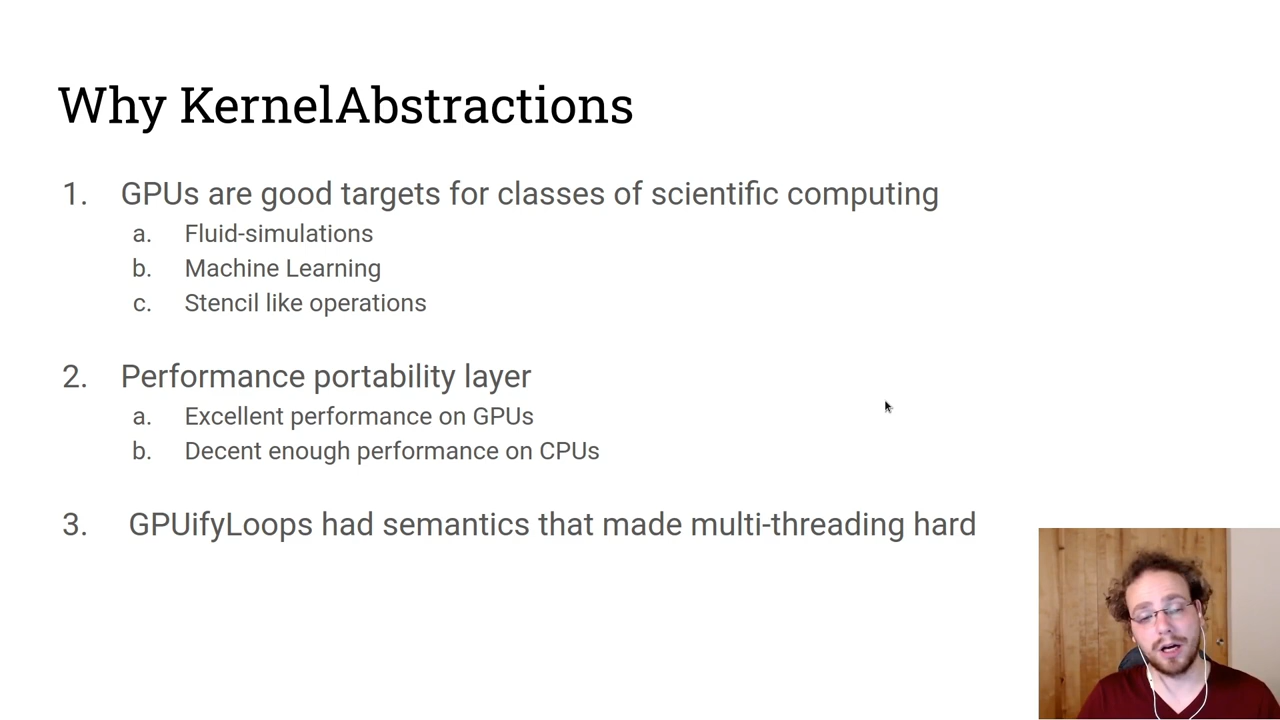 Why KernelAbstractions
1. GPUs are good targets for classes of scientific computing
a. Fluid-simulations
b. Machine Learning
c. Stencil like operations
2. Performance portability layer
a. Excellent performance on GPUs
b. Decent enough performance on CPUs
3. GPUifyLoops had semantics that made multi-threading hard